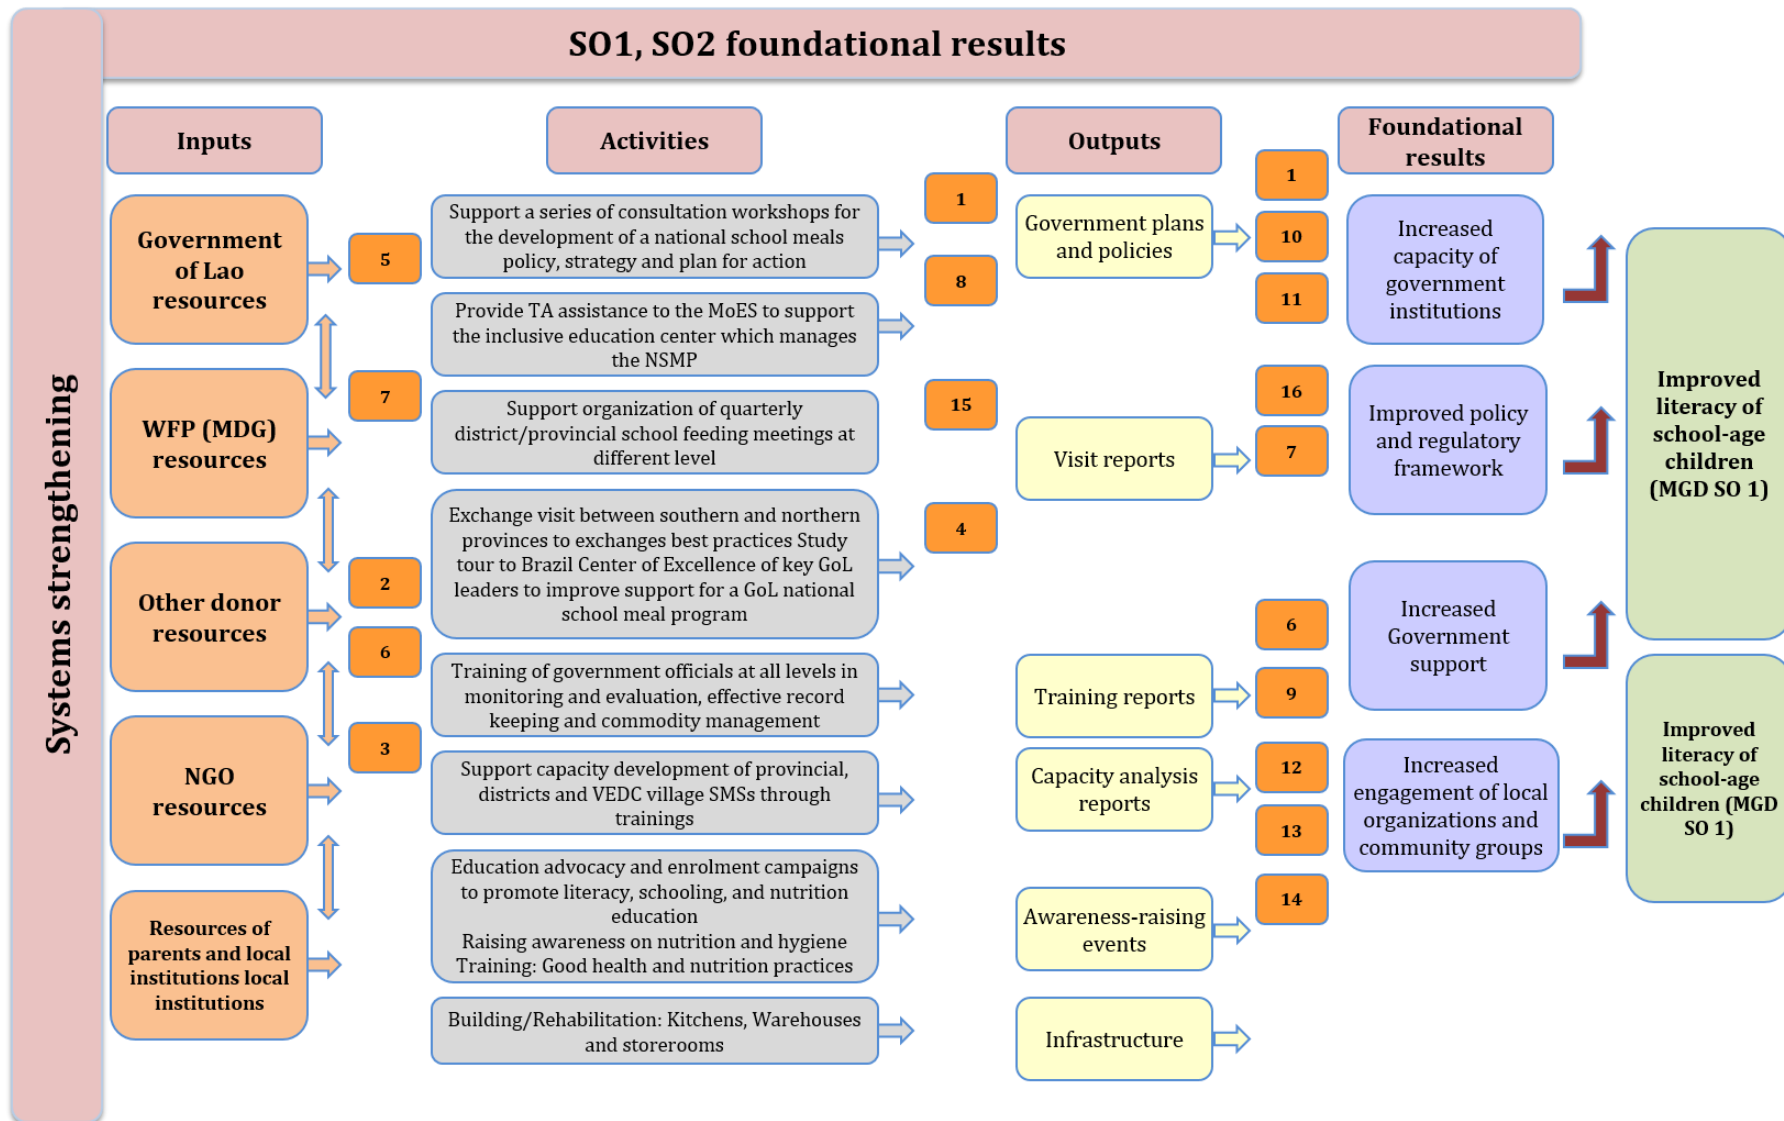 SO1, SO2 foundational results
Systems strengthening
Inputs
Activities
Outputs
Foundational
results
Government
of Lao
resources
WFP (MDG)
resources
Other donor
resources
NGO
resources
Resources of
parents and local
institutions local
institutions
5
7
2
6
3
Support a series of consultation workshops for
the development of a national school meals
policy, strategy and plan for action
Provide TA assistance to the MoES to support
the inclusive education center which manages
the NSMP
Support organization of quarterly
district/provincial school feeding meetings at
different level
Exchange visit between southern and northern
provinces to exchanges best practices Study
tour to Brazil Center of Excellence of key GoL
leaders to improve support for a GoL national
school meal program
Training of government officials at all levels in
monitoring and evaluation, effective record
keeping and commodity management
Support capacity development of provincial,
districts and VEDC village SMSs through
trainings
Education advocacy and enrolment campaigns
to promote literacy, schooling, and nutrition
education
Raising awareness on nutrition and hygiene
Training: Good health and nutrition practices
Building/Rehabilitation: Kitchens, Warehouses
and storerooms
1
8
15
4
Government plans
and policies
Visit reports
Training reports
Capacity analysis
reports
Awareness-raising
events
Infrastructure
1
10
11
16
7
6
9
12
13
14
Increased
capacity of
government
institutions
Improved policy
and regulatory
framework
Increased
Government
support
Increased
engagement of local
organizations and
community groups
Improved
literacy of
school-age
children
(MGD SO 1)
Improved
literacy of
school-age
children (MGD
SO 1)